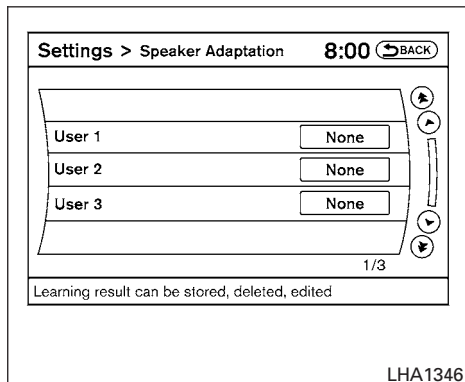 Settings > Speaker Adaptation 8:00 BACK
User 1 None
User 2 None
User 3 None
1/3
Learning result can be stored, deleted, edited
LHA1346